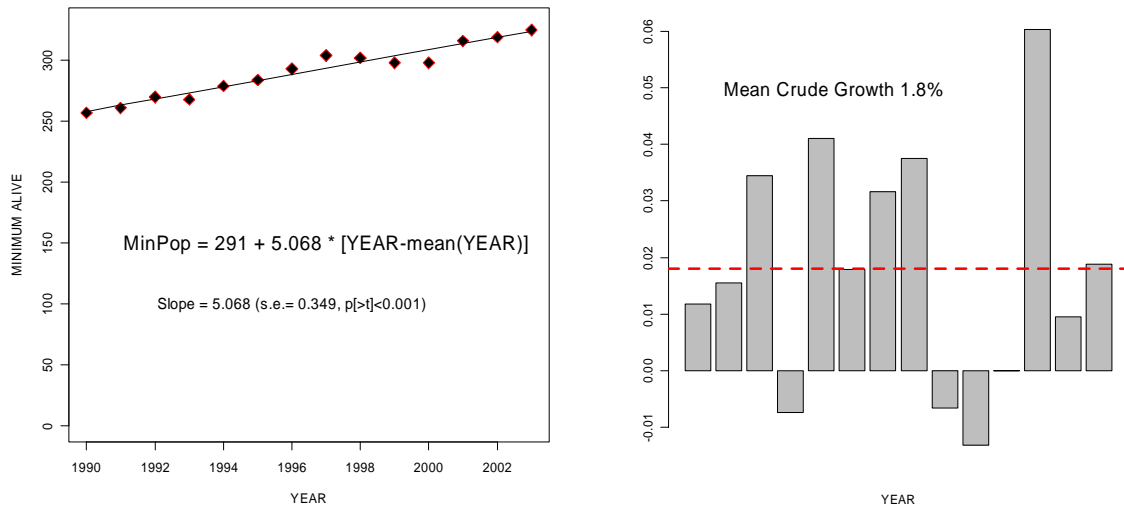 MINIMUM ALIVE
300
250
200
150
100
50
0
MinPop = 291 + 5.068 * [YEAR-mean(YEAR)]
Slope = 5.068 (s.e.= 0.349, p[>t]<0.001)
1990 1992 1994 1996 1998 2000 2002
YEAR
0.06
0.05
0.04
0.03
0.02
0.01
0.00
-0.01
Mean Crude Growth 1.8%
YEAR